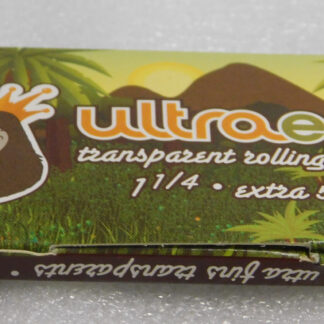 ultrae
transparent rolling
1 1/4 • extra
ultra fins transparents •